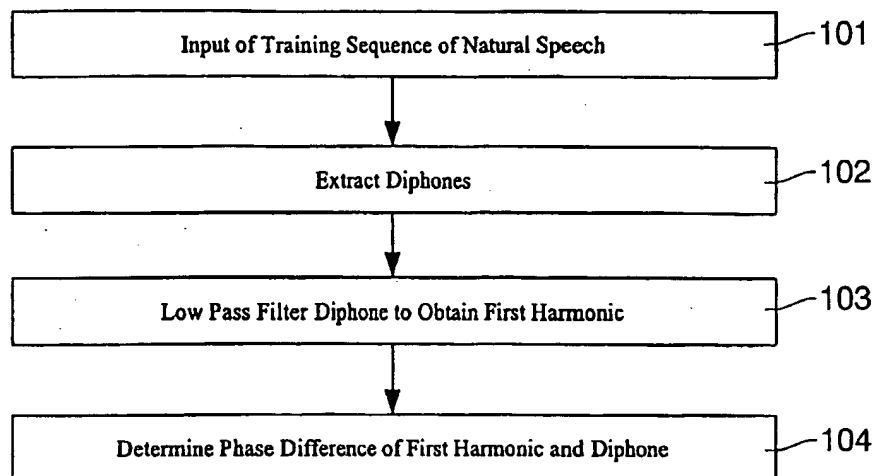 Input of Training Sequence of Natural Speech
101
Extract Diphones
102
Low Pass Filter Diphone to Obtain First Harmonic
103
Determine Phase Difference of First Harmonic and Diphone
104